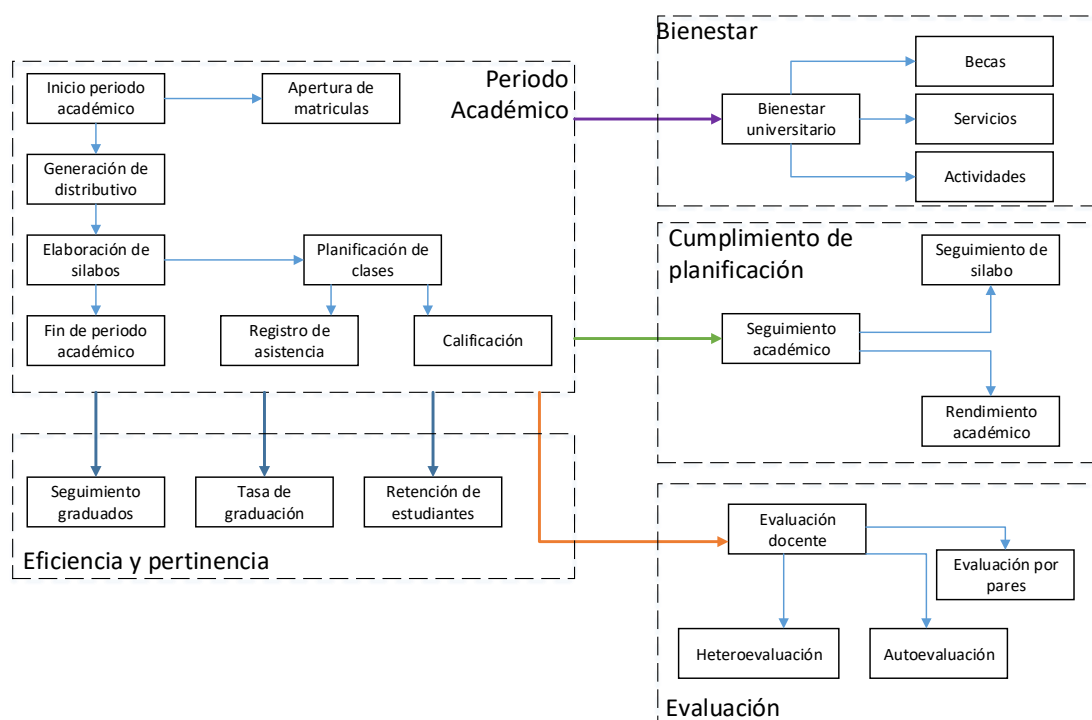 Periodo
Académico
Inicio periodo
académico
Apertura de
matriculas
Generación de
distributivo
Elaboración de
silabos
Planificación de
clases
Fin de periodo
académico
Registro de
asistencia
Calificación
Seguimiento
graduados
Tasa de
graduación
Retención de
estudiantes
Eficiencia y pertinencia
Bienestar
Bienestar
universitario
Becas
Servicios
Actividades
Cumplimiento de
planificación
Seguimiento de
silabo
Seguimiento
académico
Rendimiento
académico
Evaluación
docente
Evaluación por
pares
Heteroevaluación
Autoevaluación
Evaluación